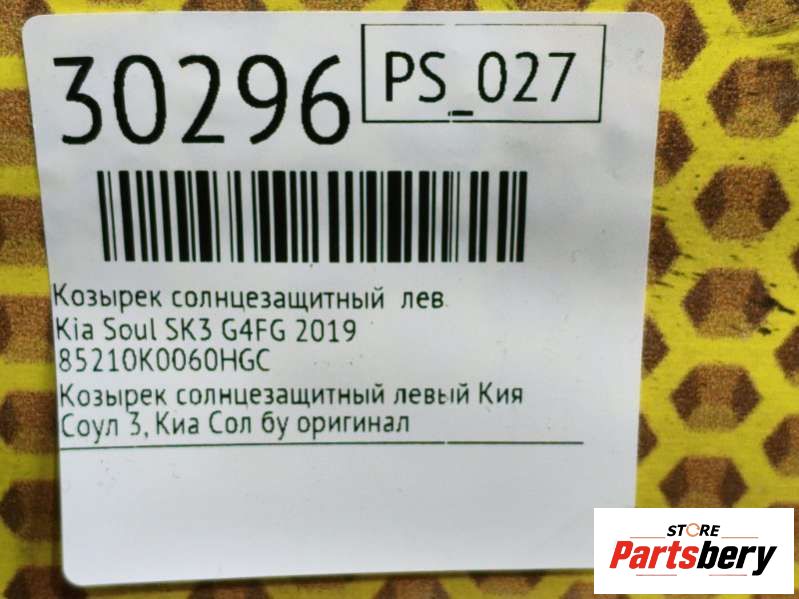 30296
PS_027
Козырек солнцезащитный лев
Kia Soul SK3 G4FG 2019
85210K0060HGC
Козырек солнцезащитный левый Кия
Соул 3, Киа Сол бу оригинал
STORE
Partsbery